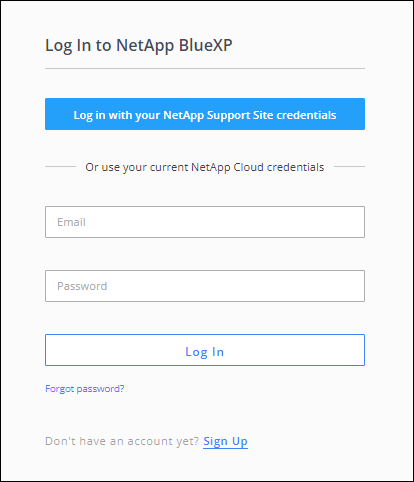 Log In to NetApp BlueXP
Log in with your NetApp Support Site credentials
Or use your current NetApp Cloud credentials
Email
Password
Log In
Forgot password?
Don't have an account yet? Sign Up